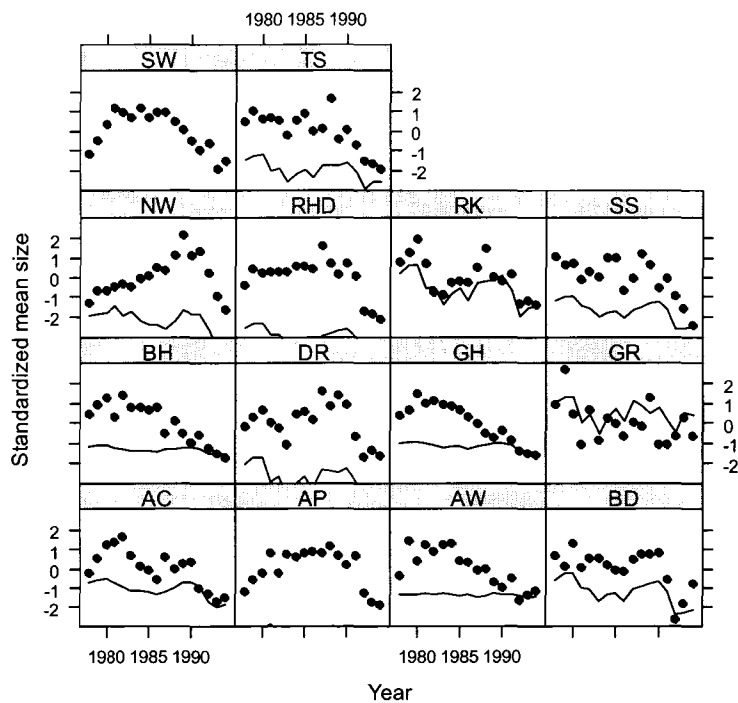 1980 1985 1990
SW TS
2
1
0
-1
-2
NW RHD RK SS
2
1
0
-1
-2
BH DR GH GR
2
1
0
-1
-2
AC AP AW BD
2
1
0
-1
-2
1980 1985 1990 1980 1985 1990
Standardized mean size
Year